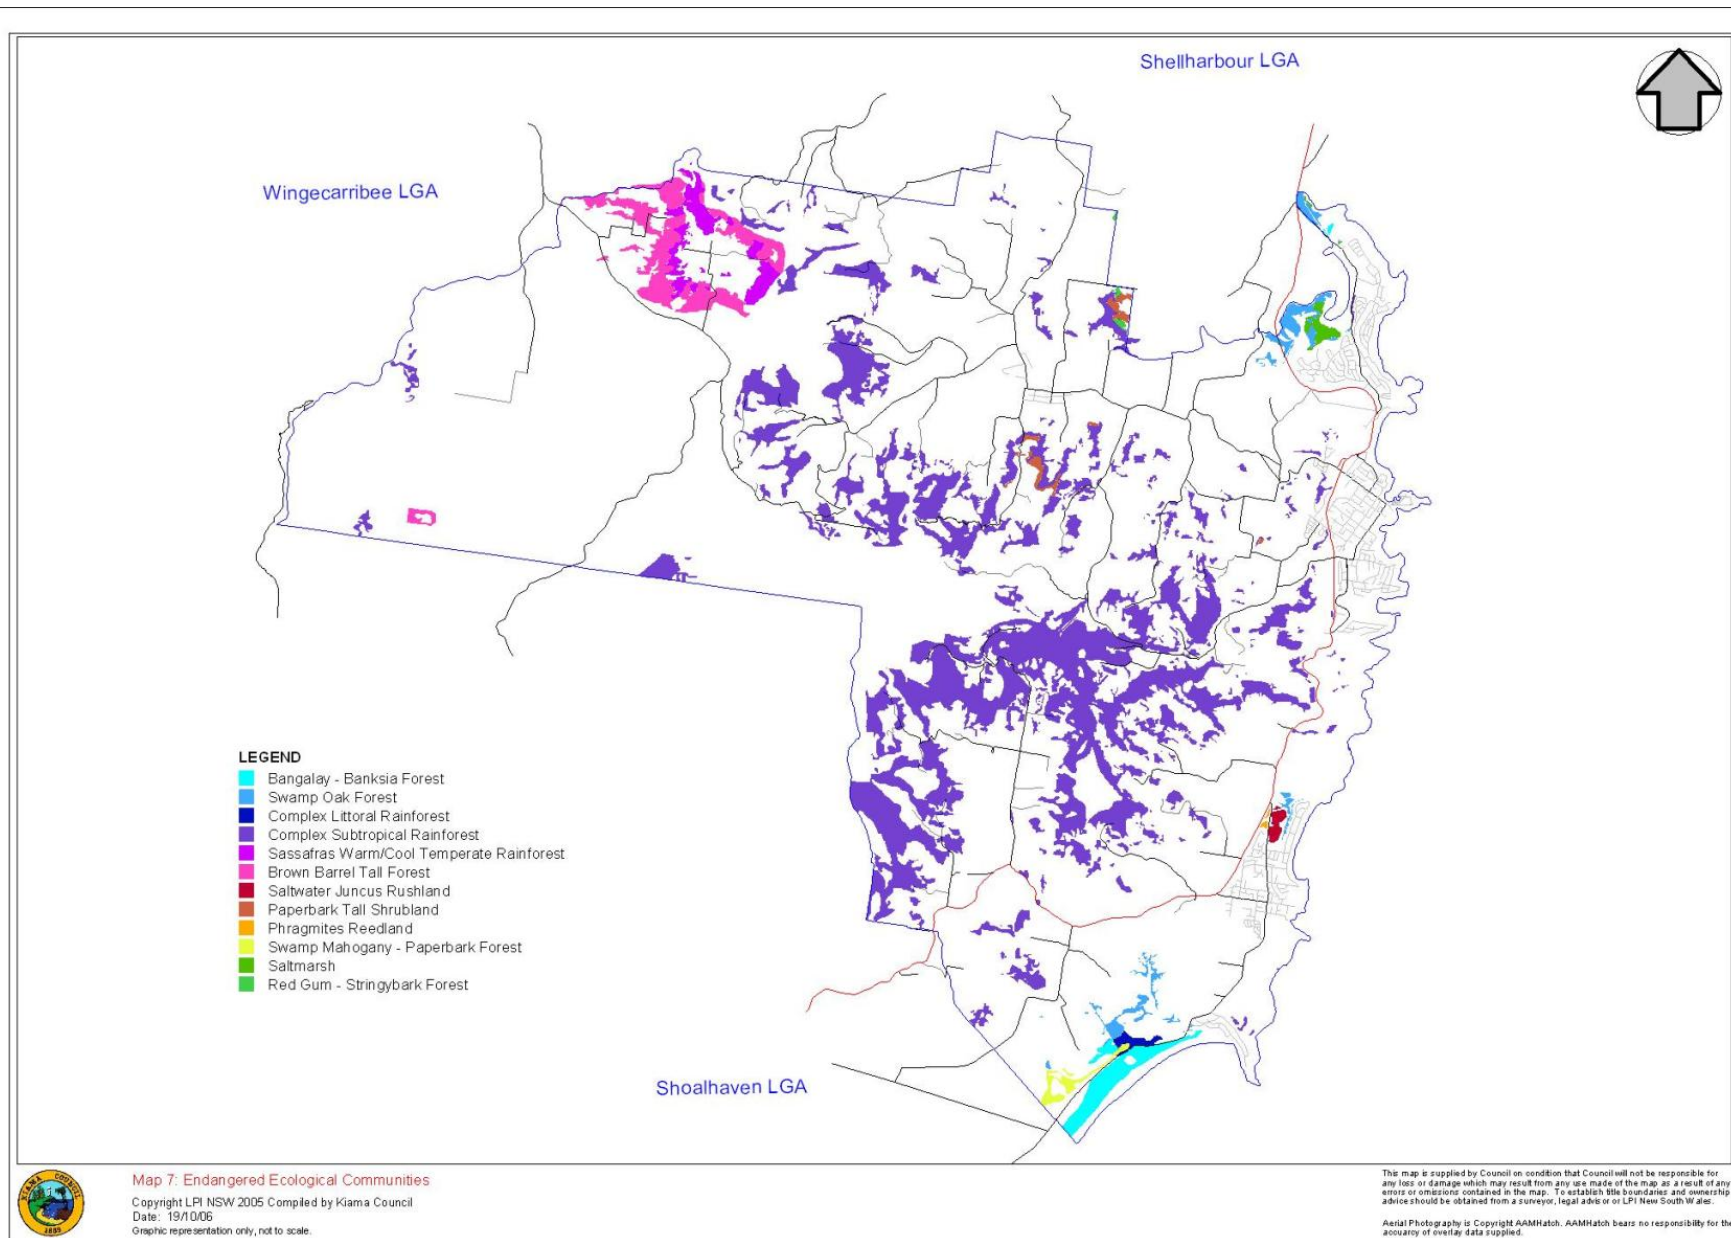 Shellharbour LGA
Wingecarribee LGA
LEGEND
Bangalay - Banksia Forest
Swamp Oak Forest
Complex Littoral Rainforest
Complex Subtropical Rainforest
Sassafras Warm/Cool Temperate Rainforest
Brown Barrel Tall Forest
Saltwater Juncus Rushland
Paperbark Tall Shrubland
Phragmites Reedland
Swamp Mahogany - Paperbark Forest
Saltmarsh
Red Gum - Stringybark Forest
Shoalhaven LGA
KIAMA COUNCIL
Map 7: Endangered Ecological Communities
Copyright LPI NSW 2005 Compiled by Kiama Council
Date: 19/10/06
Graphic representation only, not to scale.
This map is supplied by Council on condition that Council will not be responsible for
any loss or damage which may result from any use made of the map as a result of any
errors or omissions contained in the map. To establish title boundaries and ownership
advice should be obtained from a surveyor, legal advisor or LPI New South Wales.
Aerial Photography is Copyright AAMHatch. AAMHatch bears no responsibility for the
accuarcy of overlay data supplied.